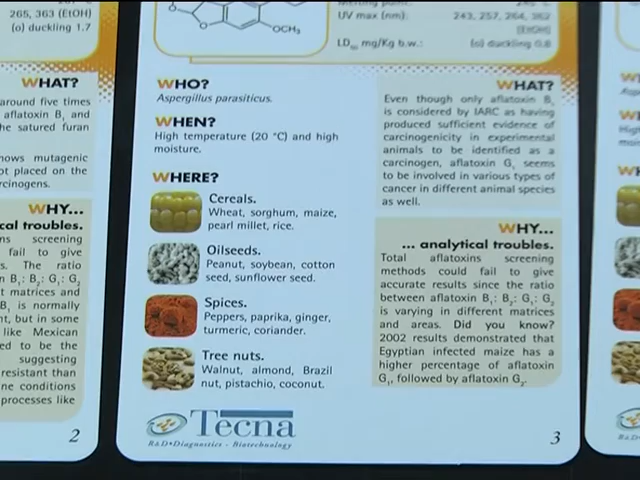 265, 363 (EtOH)
(o) duckling 1.7
WHAT?
around five times
aflatoxin B₁ and
the satured furan
hows mutagenic
ot placed on the
rcinogens.
WHY...
cal troubles.
ns screening
fail to give
s. The ratio
B₁: B₂: G₁: G₂
t matrices and
B₁ is normally
nt, but in some
like Mexican
ed to be the
suggesting
resistant than
ne conditions
processes like
2
OCH₃
UV max (nm): 243, 257, 264, 362
(EtOH)
LD₅₀ mg/Kg b.w.: (o) duckling 0.8
WHO?
Aspergillus parasiticus.
WHEN?
High temperature (20 °C) and high
moisture.
WHERE?
Cereals.
Wheat, sorghum, maize,
pearl millet, rice.
Oilseeds.
Peanut, soybean, cotton
seed, sunflower seed.
Spices.
Peppers, paprika, ginger,
turmeric, coriander.
Tree nuts.
Walnut, almond, Brazil
nut, pistachio, coconut.
Tecna
R&D•Diagnostics - Biotechnology
WHAT?
Even though only aflatoxin B₁
is considered by IARC as having
produced sufficient evidence of
carcinogenicity in experimental
animals to be identified as a
carcinogen, aflatoxin G₁ seems
to be involved in various types of
cancer in different animal species
as well.
WHY...
... analytical troubles.
Total aflatoxins screening
methods could fail to give
accurate results since the ratio
between aflatoxin B₁: B₂: G₁: G₂
is varying in different matrices
and areas. Did you know?
2002 results demonstrated that
Egyptian infected maize has a
higher percentage of aflatoxin
G₁, followed by aflatoxin G₂.
3